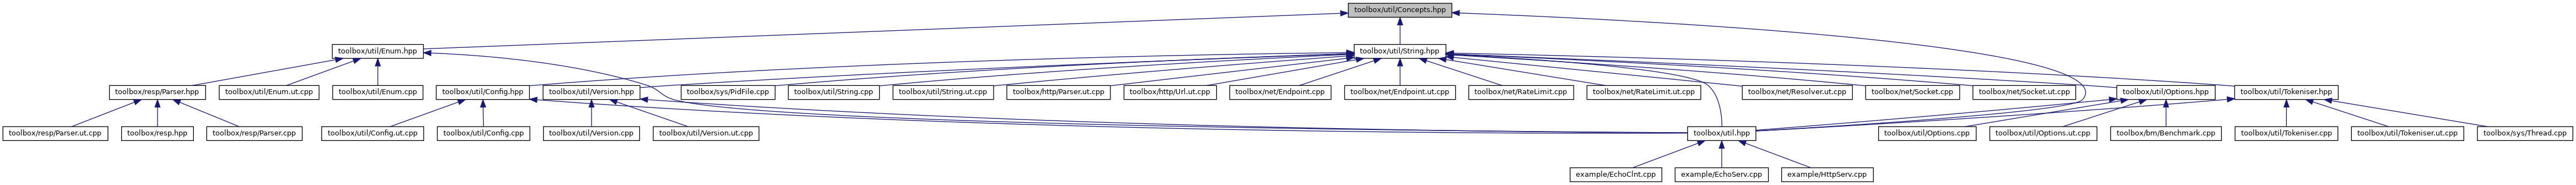 toolbox/util/Concepts.hpp
toolbox/util/Enum.hpp
toolbox/util/String.hpp
toolbox/resp/Parser.hpp
toolbox/util/Enum.ut.cpp
toolbox/util/Enum.cpp
toolbox/util/Config.hpp
toolbox/util/Version.hpp
toolbox/sys/PidFile.cpp
toolbox/util/String.cpp
toolbox/util/String.ut.cpp
toolbox/http/Parser.ut.cpp
toolbox/http/Url.ut.cpp
toolbox/net/Endpoint.cpp
toolbox/net/Endpoint.ut.cpp
toolbox/net/RateLimit.cpp
toolbox/net/RateLimit.ut.cpp
toolbox/net/Resolver.ut.cpp
toolbox/net/Socket.cpp
toolbox/net/Socket.ut.cpp
toolbox/util/Options.hpp
toolbox/util/Tokeniser.hpp
toolbox/resp/Parser.ut.cpp
toolbox/resp.hpp
toolbox/resp/Parser.cpp
toolbox/util/Config.ut.cpp
toolbox/util/Config.cpp
toolbox/util/Version.cpp
toolbox/util/Version.ut.cpp
toolbox/util.hpp
toolbox/util/Options.cpp
toolbox/util/Options.ut.cpp
toolbox/bm/Benchmark.cpp
toolbox/util/Tokeniser.cpp
toolbox/util/Tokeniser.ut.cpp
toolbox/sys/Thread.cpp
example/EchoClnt.cpp
example/EchoServ.cpp
example/HttpServ.cpp